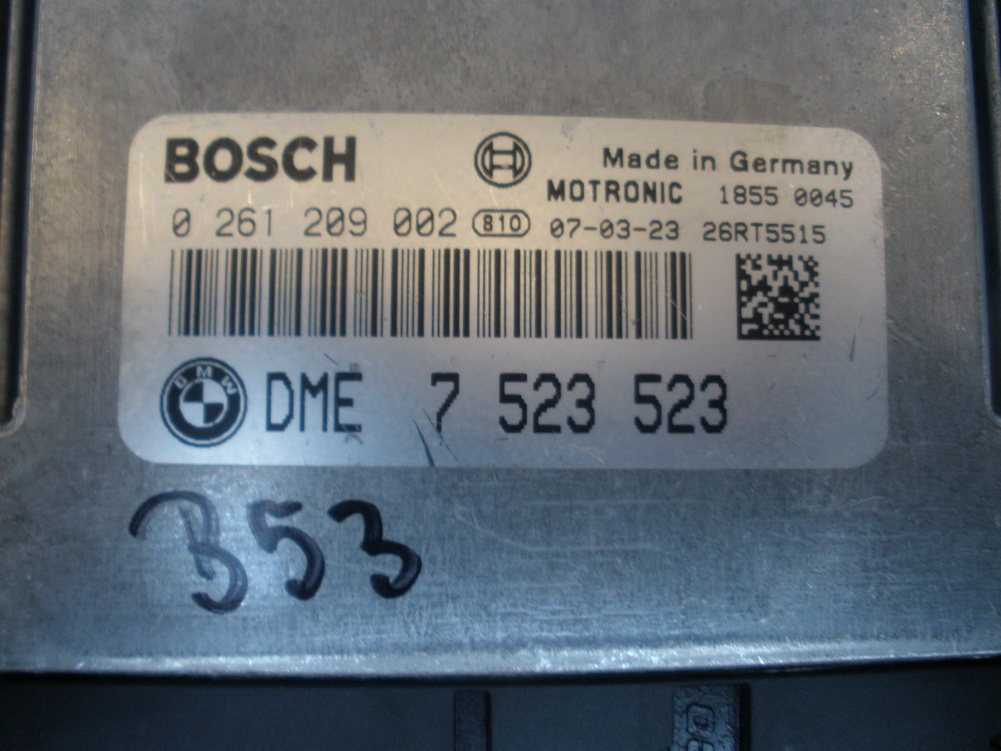 BOSCH
Made in Germany
MOTRONIC 1855 0045
0 261 209 002 810 07-03-23 26RT5515
BMW DME 7 523 523
B53